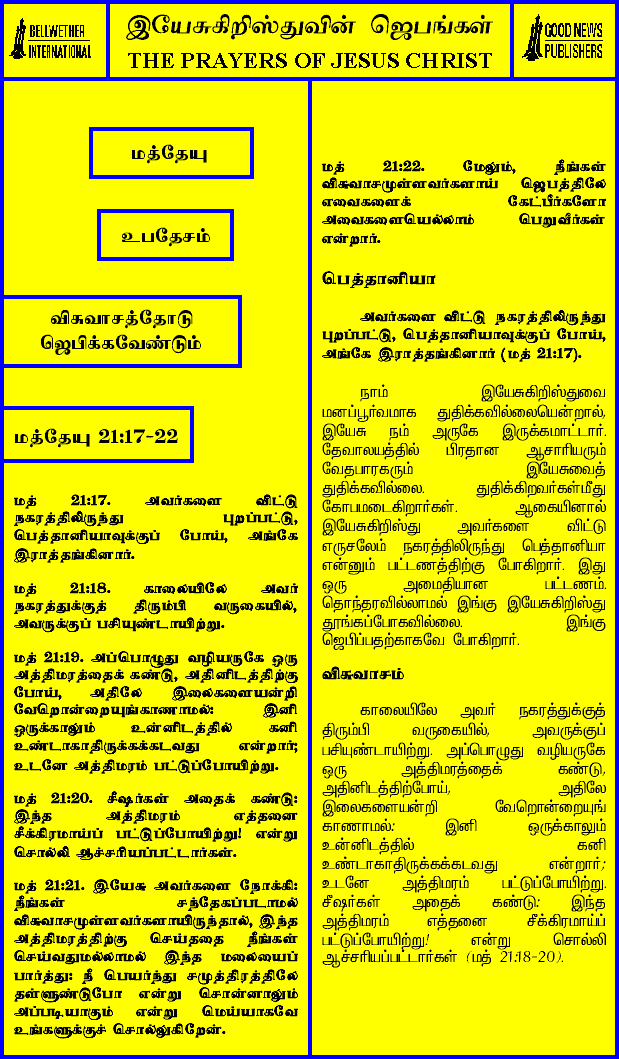 BELLWETHER
INTERNATIONAL
இயேசுகிறிஸ்துவின் ஜெபங்கள்
THE PRAYERS OF JESUS CHRIST
GOOD NEWS
PUBLISHERS
மத்தேயு
உபதேசம்
விசுவாசத்தோடு
ஜெபிக்கவேண்டும்
மத்தேயு 21:17-22
மத் 21:17. அவர்களை விட்டு
நகரத்திலிருந்து புறப்பட்டு,
பெத்தானியாவுக்குப் போய், அங்கே
இராத்தங்கினார்.
மத் 21:18. காலையிலே அவர்
நகரத்துக்குத் திரும்பி வருகையில்,
அவருக்குப் பசியுண்டாயிற்று.
மத் 21:19. அப்பொழுது வழியருகே ஒரு
அத்திமரத்தைக் கண்டு, அதினிடத்திற்கு
போய், அதிலே இலைகளையன்றி
வேறொன்றையுங்காணாமல்: இனி
ஒருக்காலும் உன்னிடத்தில் கனி
உண்டாகாதிருக்கக்கடவது என்றார்;
உடனே அத்திமரம் பட்டுப்போயிற்று.
மத் 21:20. சீஷர்கள் அதைக் கண்டு:
இந்த அத்திமரம் எத்தனை
சீக்கிரமாய்ப் பட்டுப்போயிற்று! என்று
சொல்லி ஆச்சரியப்பட்டார்கள்.
மத் 21:21. இயேசு அவர்களை நோக்கி:
நீங்கள் சந்தேகப்படாமல்
விசுவாசமுள்ளவர்களாயிருந்தால், இந்த
அத்திமரத்திற்கு செய்ததை நீங்கள்
செய்வதுமல்லாமல் இந்த மலையைப்
பார்த்து: நீ பெயர்ந்து சமுத்திரத்திலே
தள்ளுண்டுபோ என்று சொன்னாலும்
அப்படியாகும் என்று மெய்யாகவே
உங்களுக்குச் சொல்லுகிறேன்.
மத் 21:22. மேலும், நீங்கள்
விசுவாசமுள்ளவர்களாய் ஜெபத்திலே
எவைகளைக் கேட்பீர்களோ
அவைகளையெல்லாம் பெறுவீர்கள்
என்றார்.
பெத்தானியா
அவர்களை விட்டு நகரத்திலிருந்து
புறப்பட்டு, பெத்தானியாவுக்குப் போய்,
அங்கே இராத்தங்கினார் (மத் 21:17).
நாம் இயேசுகிறிஸ்துவை
மனப்பூர்வமாக துதிக்கவில்லையென்றால்,
இயேசு நம் அருகே இருக்கமாட்டார்.
தேவாலயத்தில் பிரதான ஆசாரியரும்
வேதபாரகரும் இயேசுவைத்
துதிக்கவில்லை. துதிக்கிறவர்கள்மீது
கோபமடைகிறார்கள். ஆகையினால்
இயேசுகிறிஸ்து அவர்களை விட்டு
எருசலேம் நகரத்திலிருந்து பெத்தானியா
என்னும் பட்டணத்திற்கு போகிறார். இது
ஒரு அமைதியான பட்டணம்.
தொந்தரவில்லாமல் இங்கு இயேசுகிறிஸ்து
தூங்கப்போகவில்லை. இங்கு
ஜெபிப்பதற்காகவே போகிறார்.
விசுவாசம்
காலையிலே அவர் நகரத்துக்குத்
திரும்பி வருகையில், அவருக்குப்
பசியுண்டாயிற்று. அப்பொழுது வழியருகே
ஒரு அத்திமரத்தைக் கண்டு,
அதினிடத்திற்போய், அதிலே
இலைகளையன்றி வேறொன்றையுங்
காணாமல்: இனி ஒருக்காலும்
உன்னிடத்தில் கனி
உண்டாகாதிருக்கக்கடவது என்றார்;
உடனே அத்திமரம் பட்டுப்போயிற்று.
சீஷர்கள் அதைக் கண்டு: இந்த
அத்திமரம் எத்தனை சீக்கிரமாய்ப்
பட்டுப்போயிற்று! என்று சொல்லி
ஆச்சரியப்பட்டார்கள் (மத் 21:18-20).